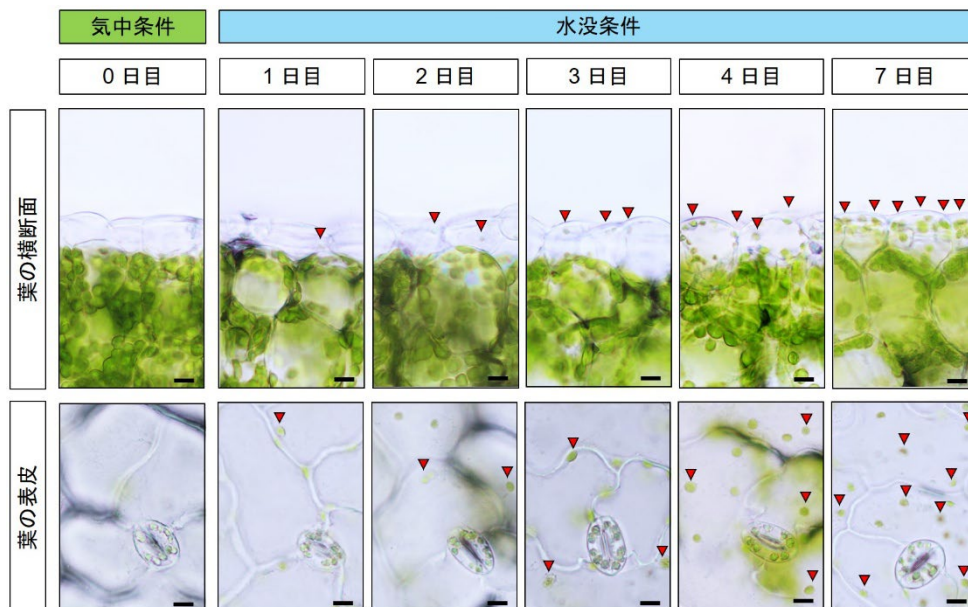 気中条件
水没条件
0 日目
1 日目
2 日目
3 日目
4 日目
7 日目
葉の横断面
葉の表皮